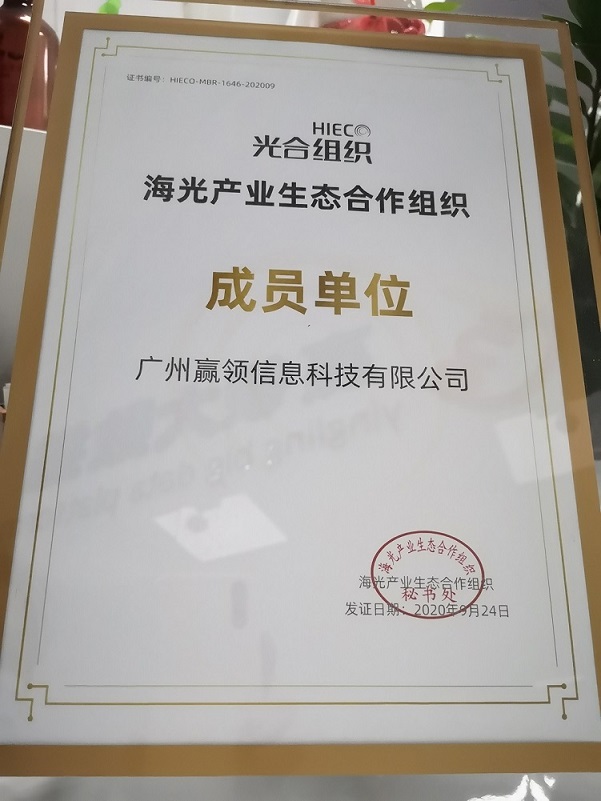 证书编号：HIECO-MBR-1646-202009
HIECO
光合组织
海光产业生态合作组织
成员单位
广州赢领信息科技有限公司
海光产业生态合作组织
秘书处
海光产业生态合作组织
发证日期：2020年9月24日